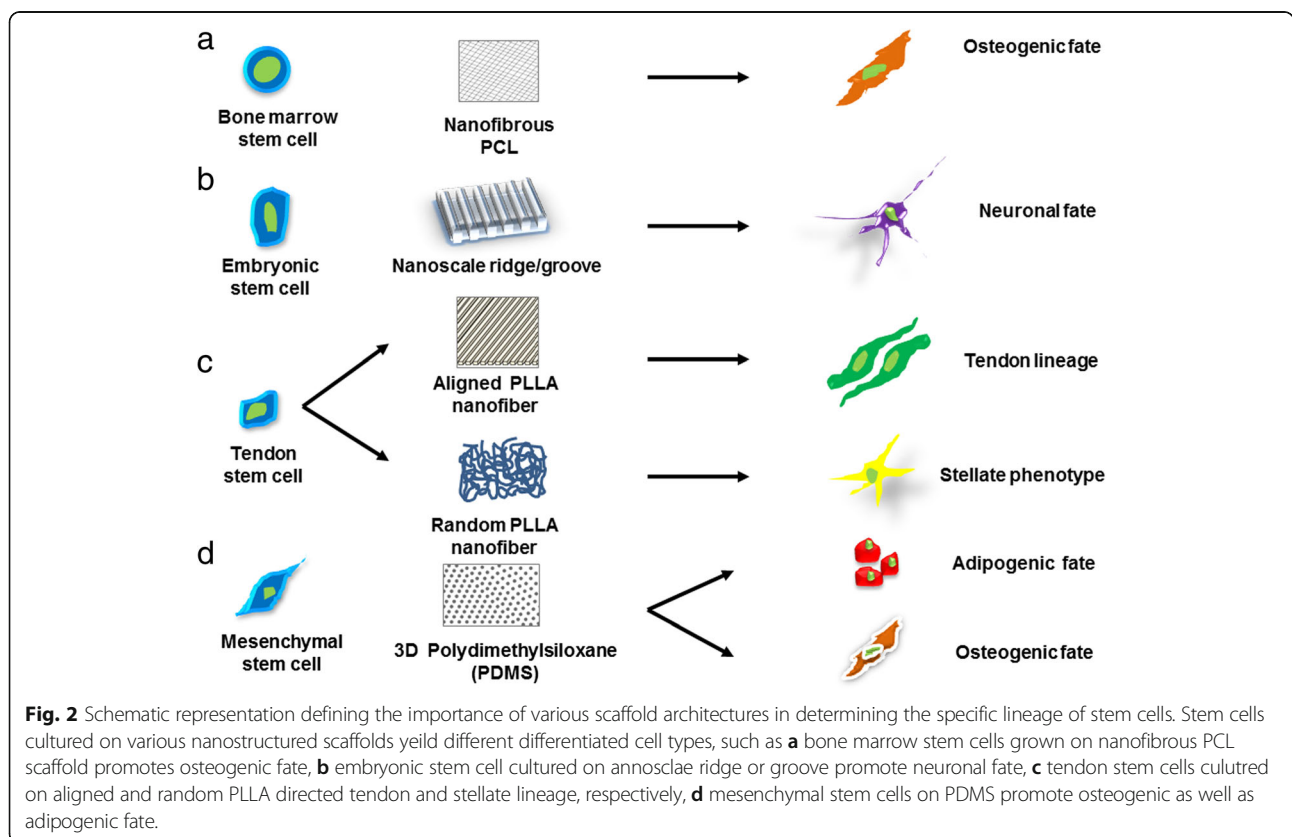 a
Bone marrow
stem cell
Nanofibrous
PCL
Osteogenic fate
b
Embryonic
stem cell
Nanoscale ridge/groove
Neuronal fate
c
Tendon
stem cell
Aligned PLLA
nanofiber
Tendon lineage
Random PLLA
nanofiber
Stellate phenotype
d
Mesenchymal
stem cell
3D Polydimethylsiloxane
(PDMS)
Adipogenic fate
Osteogenic fate
Fig. 2 Schematic representation defining the importance of various scaffold architectures in determining the specific lineage of stem cells. Stem cells
cultured on various nanostructured scaffolds yeild different differentiated cell types, such as a bone marrow stem cells grown on nanofibrous PCL
scaffold promotes osteogenic fate, b embryonic stem cell cultured on annosclae ridge or groove promote neuronal fate, c tendon stem cells culutred
on aligned and random PLLA directed tendon and stellate lineage, respectively, d mesenchymal stem cells on PDMS promote osteogenic as well as
adipogenic fate.